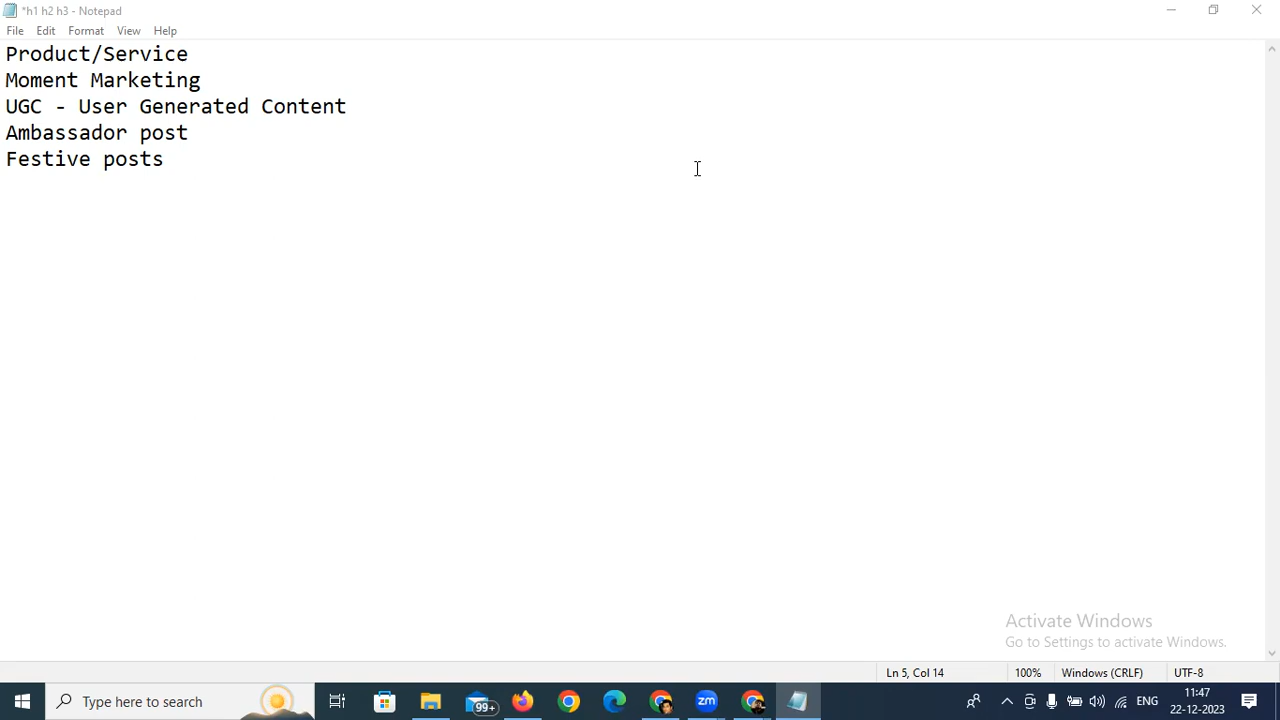 *h1 h2 h3 - Notepad
File Edit Format View Help
Product/Service
Moment Marketing
UGC - User Generated Content
Ambassador post
Festive posts
Activate Windows
Go to Settings to activate Windows.
Ln 5, Col 14 100% Windows (CRLF) UTF-8
Type here to search 99+ zm ENG 11:47
22-12-2023